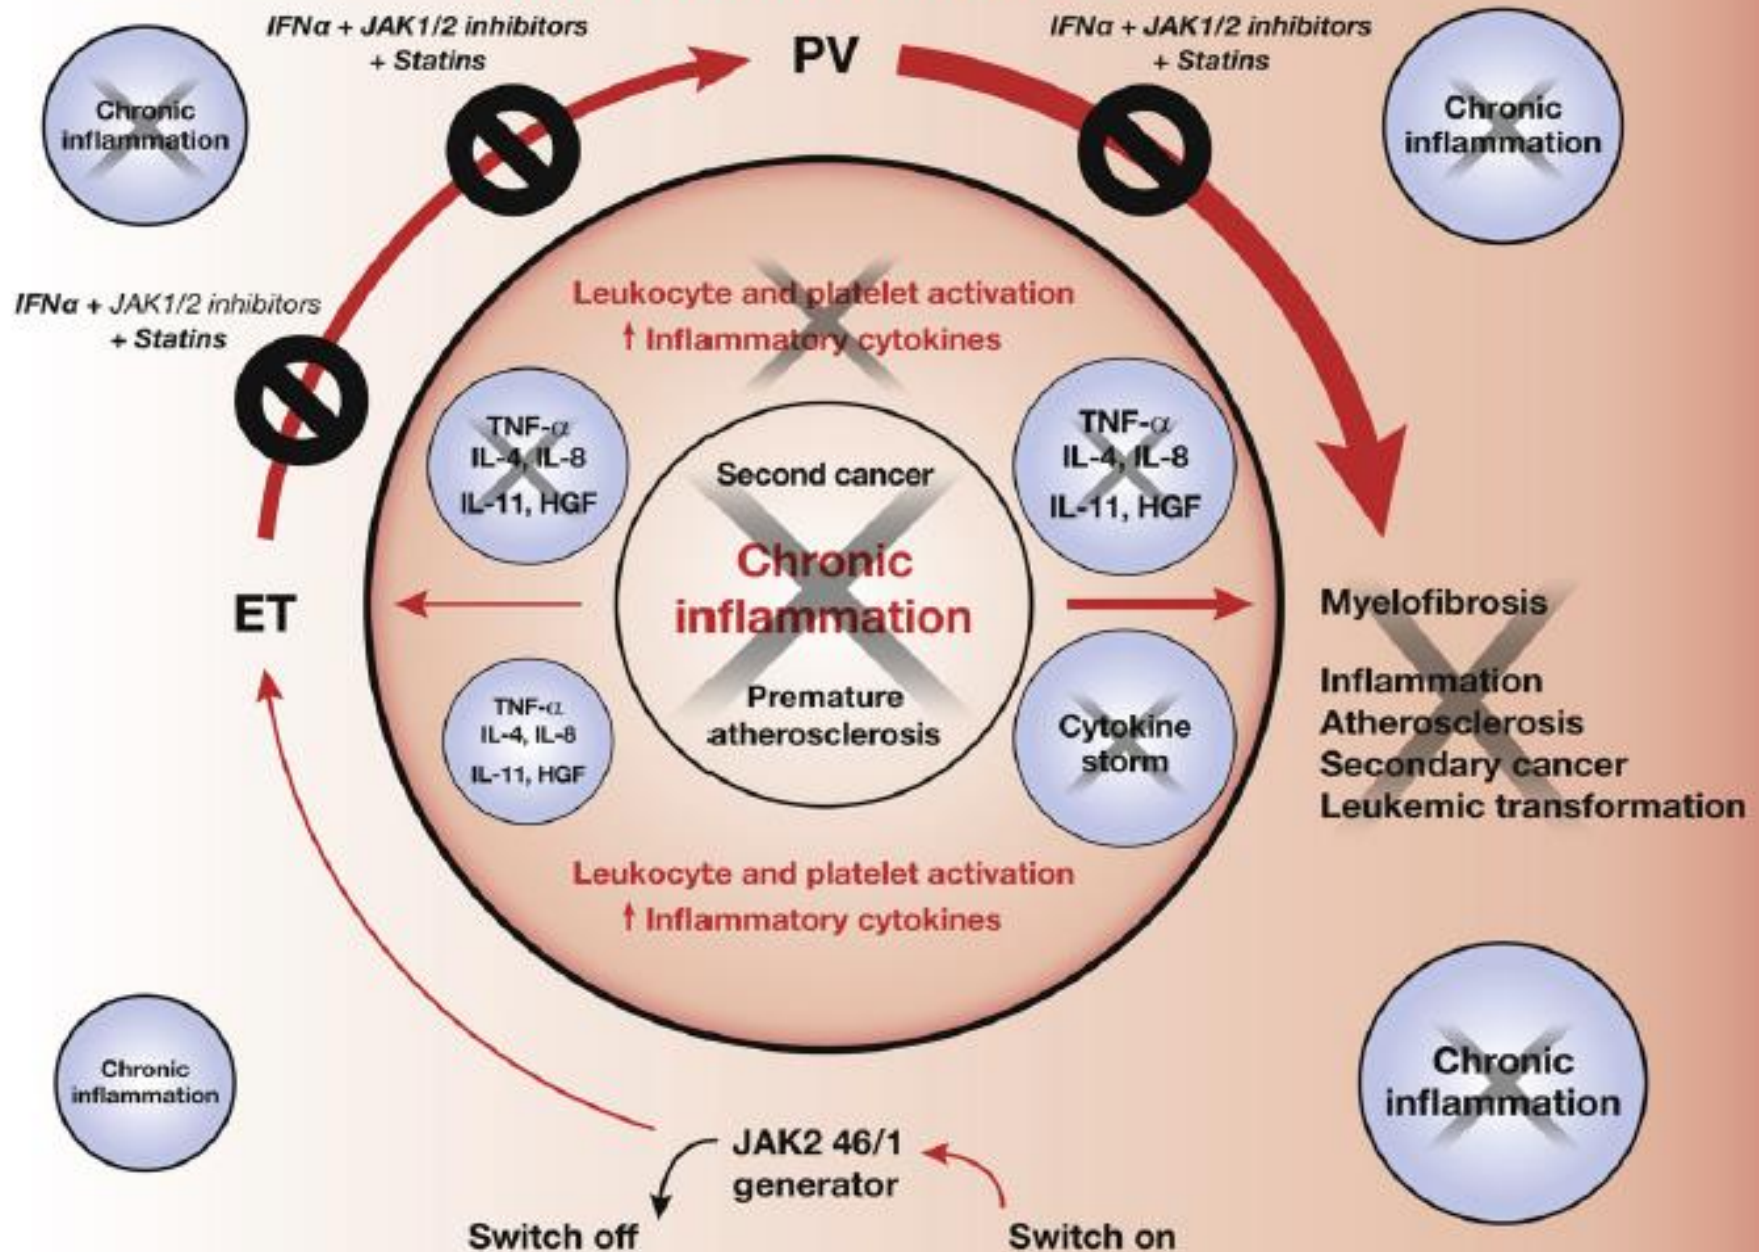 IFNα + JAK1/2 inhibitors
+ Statins
PV
IFNα + JAK1/2 inhibitors
+ Statins
Chronic
inflammation
Chronic
inflammation
IFNα + JAK1/2 inhibitors
+ Statins
Leukocyte and platelet activation
↑ Inflammatory cytokines
TNF-α
IL-4, IL-8
IL-11, HGF
TNF-α
IL-4, IL-8
IL-11, HGF
Second cancer
Chronic
inflammation
Premature
atherosclerosis
ET
TNF-α
IL-4, IL-8
IL-11, HGF
Cytokine
storm
Myelofibrosis
Inflammation
Atherosclerosis
Secondary cancer
Leukemic transformation
Leukocyte and platelet activation
↑ Inflammatory cytokines
Chronic
inflammation
Chronic
inflammation
JAK2 46/1
generator
Switch off
Switch on